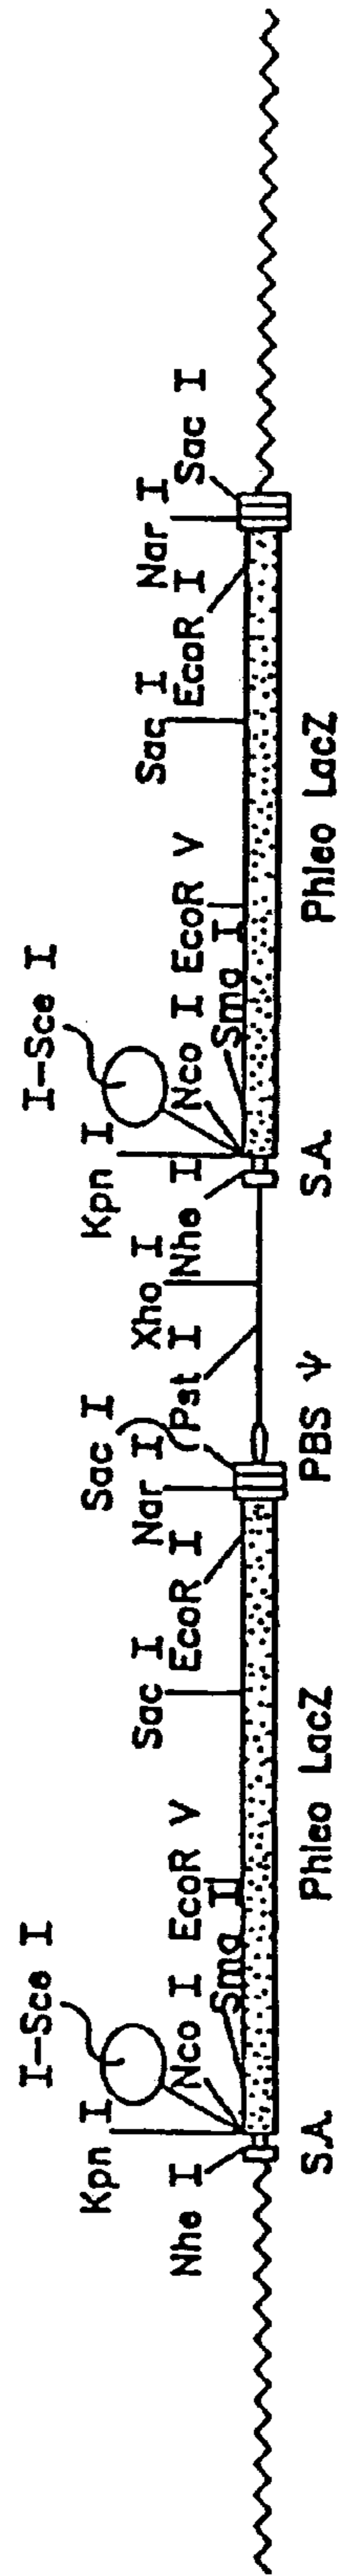 I-Sce I
Kpn I
Nhe I
Nco I
Sma I
EcoR V
Sac I
EcoR I
Nar I
Sac I
Pst I
Xho I
Nhe I
Kpn I
I-Sce I
Nco I
Sma I
EcoR V
Sac I
EcoR I
Nar I
Sac I
S.A.
Phleo LacZ
PBS Ψ
S.A.
Phleo LacZ